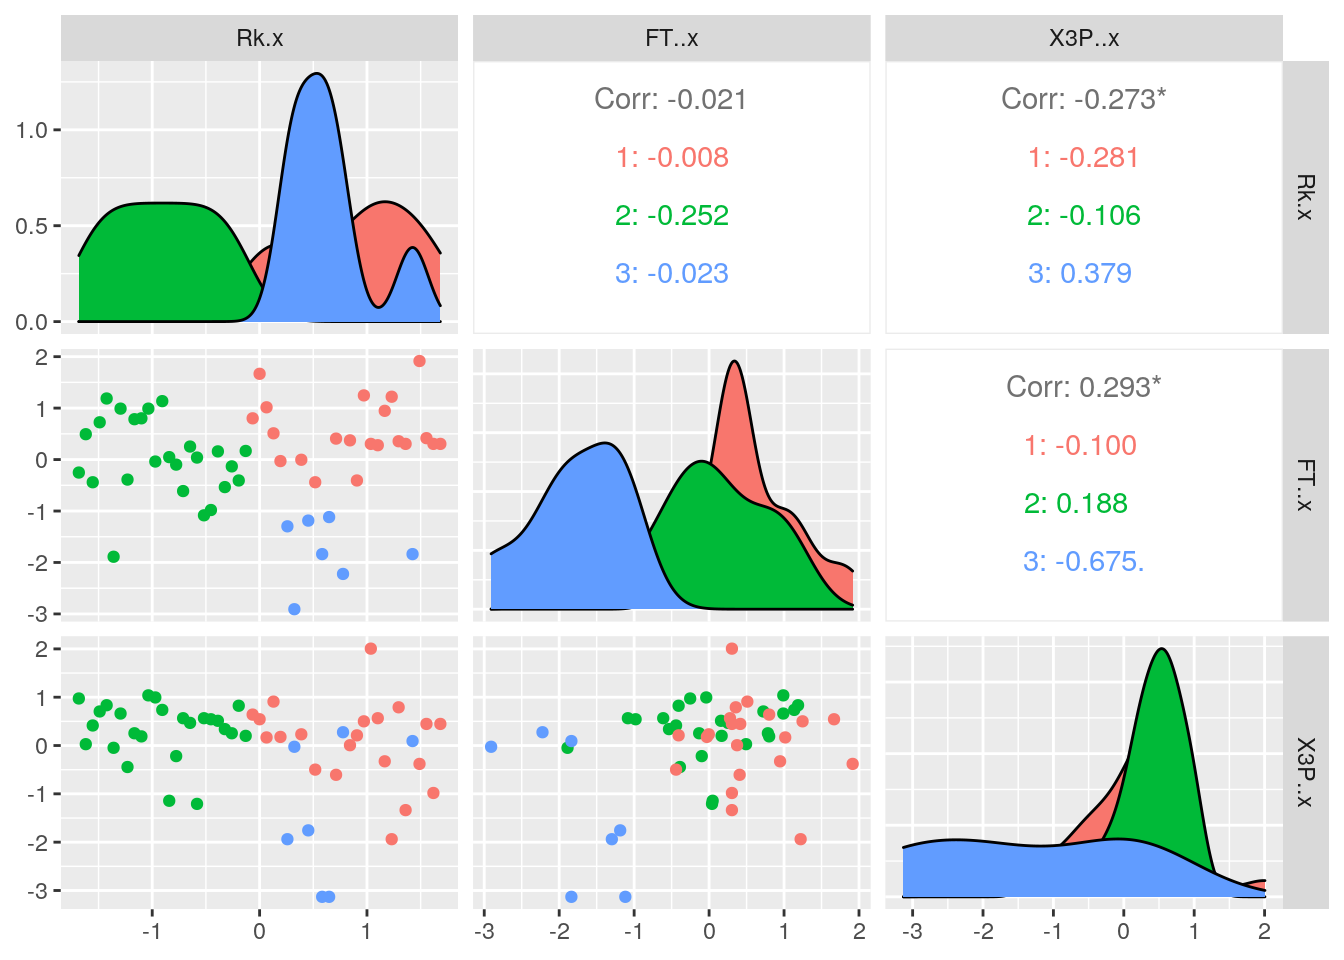 Rk.x
FT..x
X3P..x
1.0
0.5
0.0
Corr: -0.021
1: -0.008
2: -0.252
3: -0.023
Corr: -0.273*
1: -0.281
2: -0.106
3: 0.379
Rk.x
2
1
0
-1
-2
-3
Corr: 0.293*
1: -0.100
2: 0.188
3: -0.675.
FT..x
2
1
0
-1
-2
-3
X3P..x
-1 0 1
-3 -2 -1 0 1 2
-3 -2 -1 0 1 2